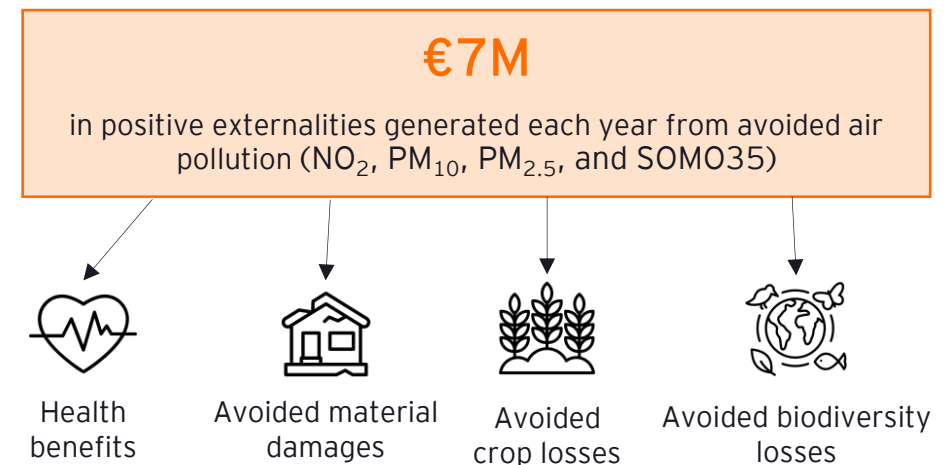 €7M
in positive externalities generated each year from avoided air
pollution (NO₂, PM₁₀, PM₂.₅, and SOMO35)
Health
benefits
Avoided material
damages
Avoided
crop losses
Avoided biodiversity
losses